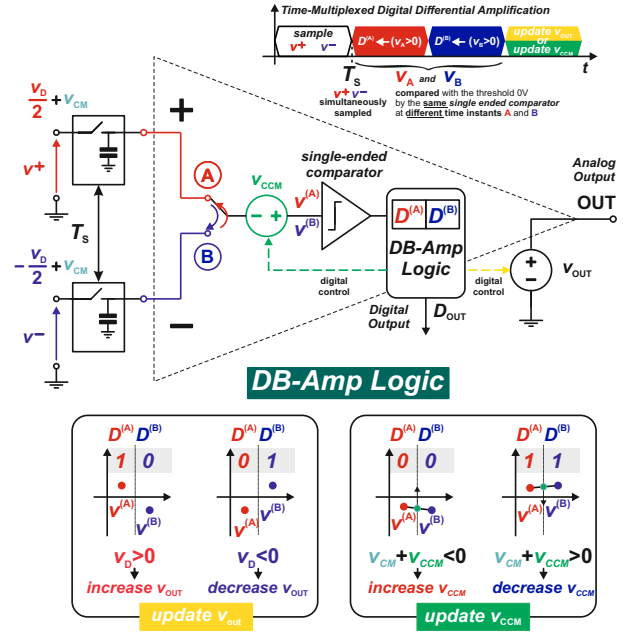 Time-Multiplexed Digital Differential Amplification
sample
v+ v−
D(A)←(vA>0)
D(B)←(vB>0)
update vOUT
or
update vCCM
t
TS
v+ v−
simultaneously
sampled
vA and vB
compared with the threshold 0V
by the same single ended comparator
at different time instants A and B
vD/2 + vCM
v+
TS
−vD/2 + vCM
v−
+
−
A
B
vCCM
− +
single-ended
comparator
v(A)
v(B)
D(A) D(B)
DB-Amp
Logic
digital
control
digital
control
Digital
Output
DOUT
Analog
Output
OUT
+
−
vOUT
DB-Amp Logic
D(A) D(B)
1 0
v(A)
v(B)
vD>0
increase vOUT
D(A) D(B)
0 1
v(A)
v(B)
vD<0
decrease vOUT
update vout
D(A) D(B)
0 0
v(A)
v(B)
vCM+vCCM<0
increase vCCM
D(A) D(B)
1 1
v(A)
v(B)
vCM+vCCM>0
decrease vCCM
update vCCM